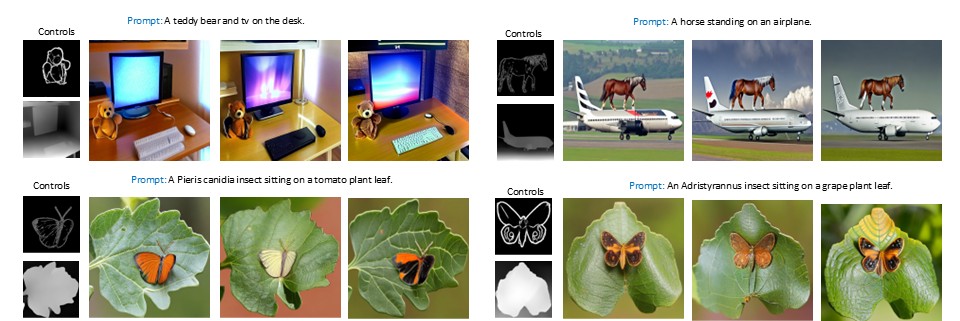 Prompt: A teddy bear and tv on the desk.
Controls
Prompt: A horse standing on an airplane.
Controls
Prompt: A Pieris canidia insect sitting on a tomato plant leaf.
Controls
Prompt: An Adristyrannus insect sitting on a grape plant leaf.
Controls